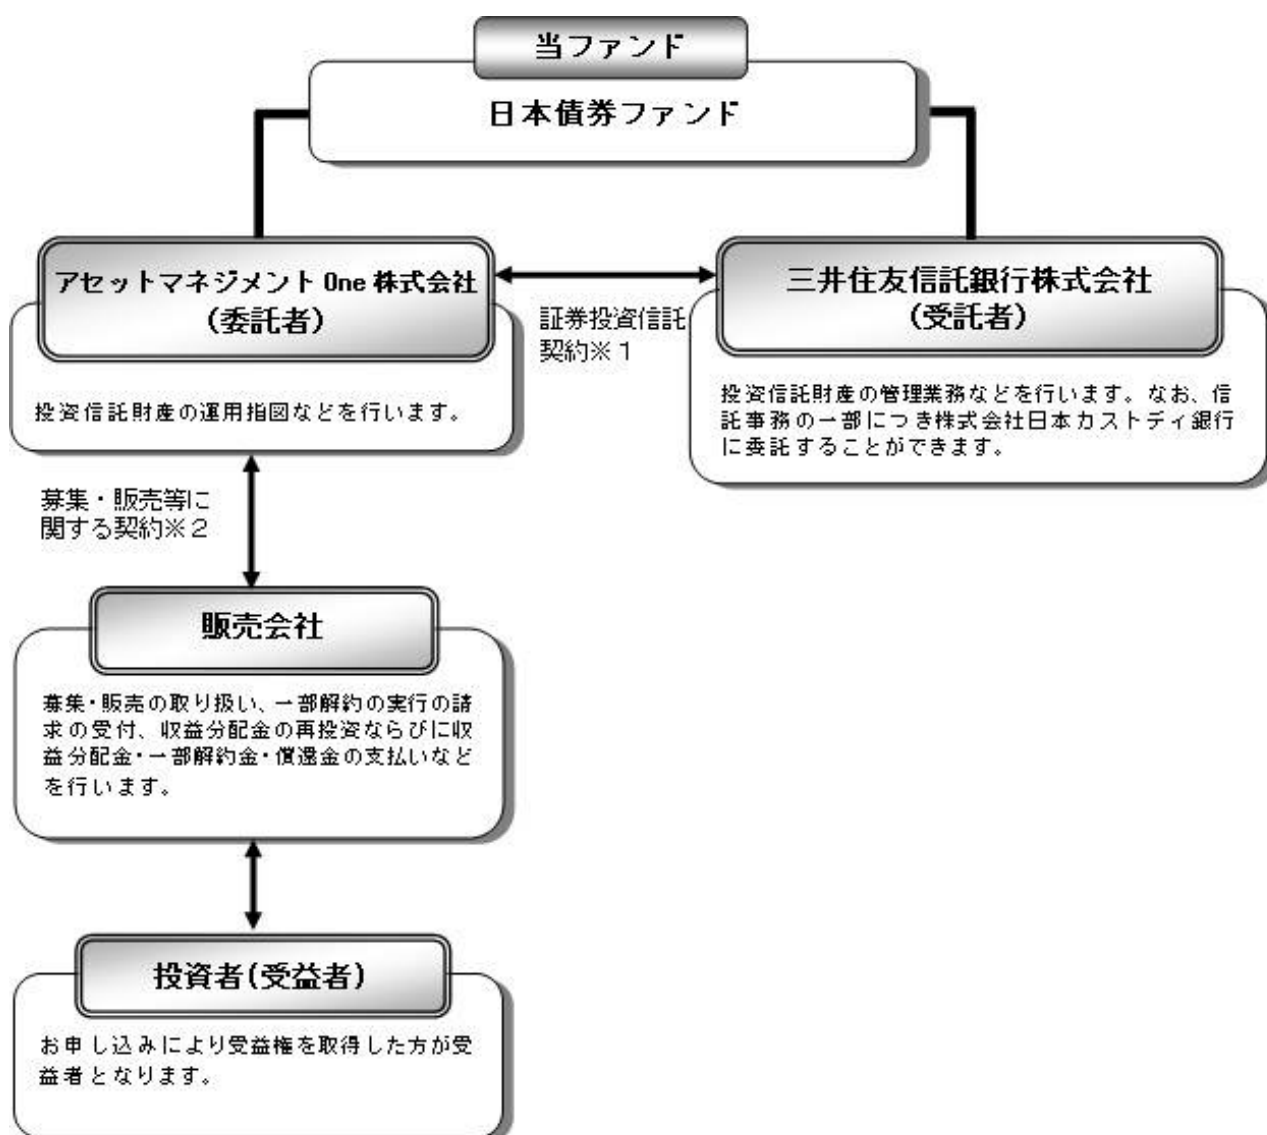 当ファンド
日本債券ファンド
アセットマネジメント One 株式会社
(委託者)
投資信託財産の運用指図などを行います。
証券投資信託
契約※1
三井住友信託銀行株式会社
(受託者)
投資信託財産の管理業務などを行います。なお、信
託事務の一部につき株式会社日本カストディ銀行
に委託することができます。
募集・販売等に
関する契約※2
販売会社
募集・販売の取り扱い、一部解約の実行の請
求の受付、収益分配金の再投資ならびに収
益分配金・一部解約金・償還金の支払いなど
を行います。
投資者(受益者)
お申し込みにより受益権を取得した方が受
益者となります。